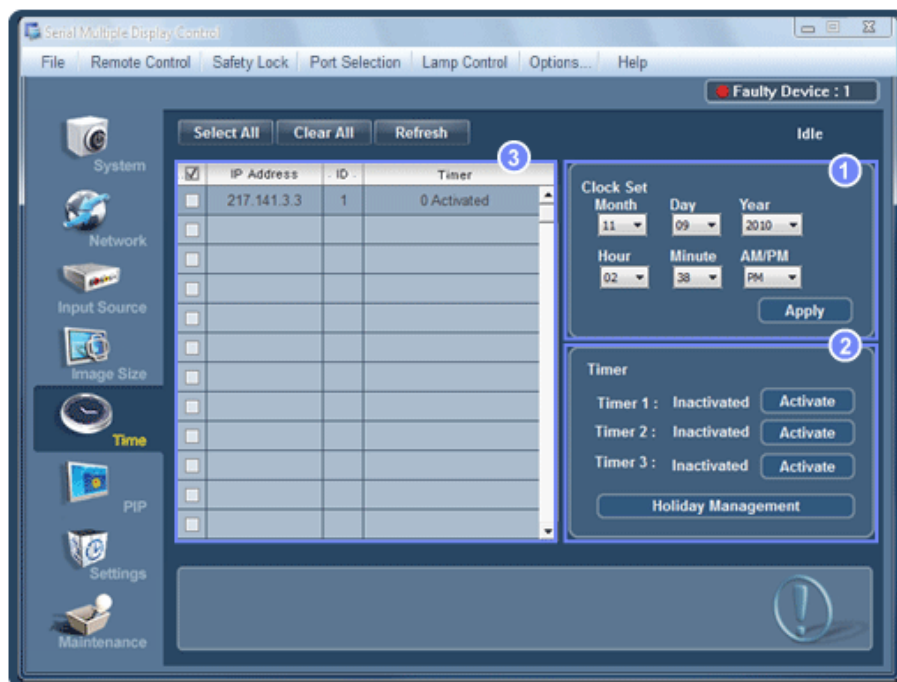 Serial Multiple Display Control
File Remote Control Safety Lock Port Selection Lamp Control Options... Help
Faulty Device : 1
Select All Clear All Refresh Idle
System
Network
Input Source
Image Size
Time
PIP
Settings
Maintenance
3
IP Address ID Timer
217.141.3.3 1 0 Activated
1
Clock Set
Month Day Year
11 09 2010
Hour Minute AM/PM
02 38 PM
Apply
2
Timer
Timer 1 : Inactivated Activate
Timer 2 : Inactivated Activate
Timer 3 : Inactivated Activate
Holiday Management